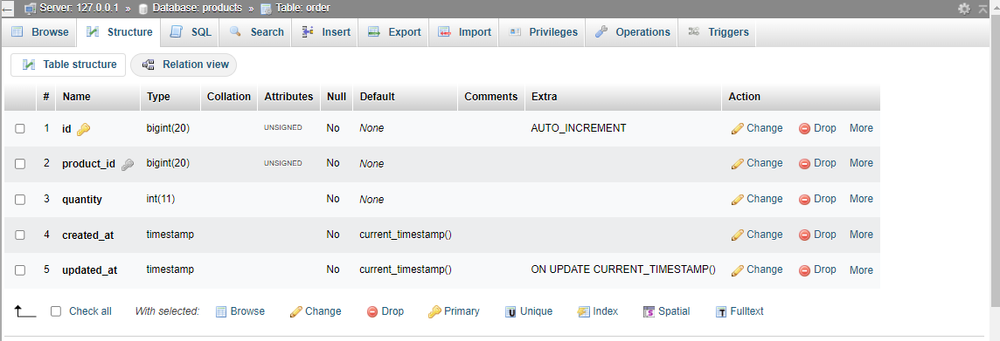 Server: 127.0.0.1 » Database: products » Table: order
Browse Structure SQL Search Insert Export Import Privileges Operations Triggers
Table structure Relation view
# Name Type Collation Attributes Null Default Comments Extra Action
1 id bigint(20) UNSIGNED No None AUTO_INCREMENT Change Drop More
2 product_id bigint(20) UNSIGNED No None Change Drop More
3 quantity int(11) No None Change Drop More
4 created_at timestamp No current_timestamp() Change Drop More
5 updated_at timestamp No current_timestamp() ON UPDATE CURRENT_TIMESTAMP() Change Drop More
Check all With selected: Browse Change Drop Primary Unique Index Spatial Fulltext